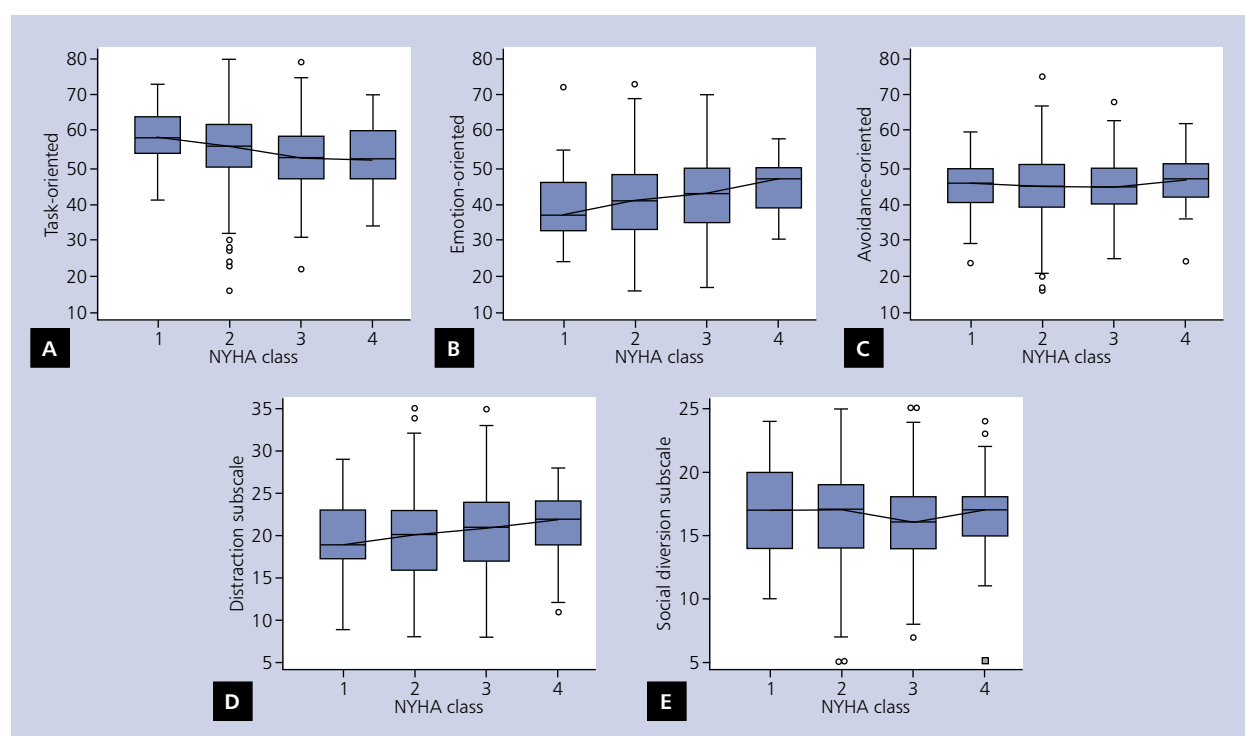 Task-oriented
80
70
60
50
40
30
20
10
1 2 3 4
NYHA class
A
Emotion-oriented
80
70
60
50
40
30
20
10
1 2 3 4
NYHA class
B
Avoidance-oriented
80
70
60
50
40
30
20
10
1 2 3 4
NYHA class
C
Distraction subscale
35
30
25
20
15
10
5
1 2 3 4
NYHA class
D
Social diversion subscale
25
20
15
10
5
1 2 3 4
NYHA class
E